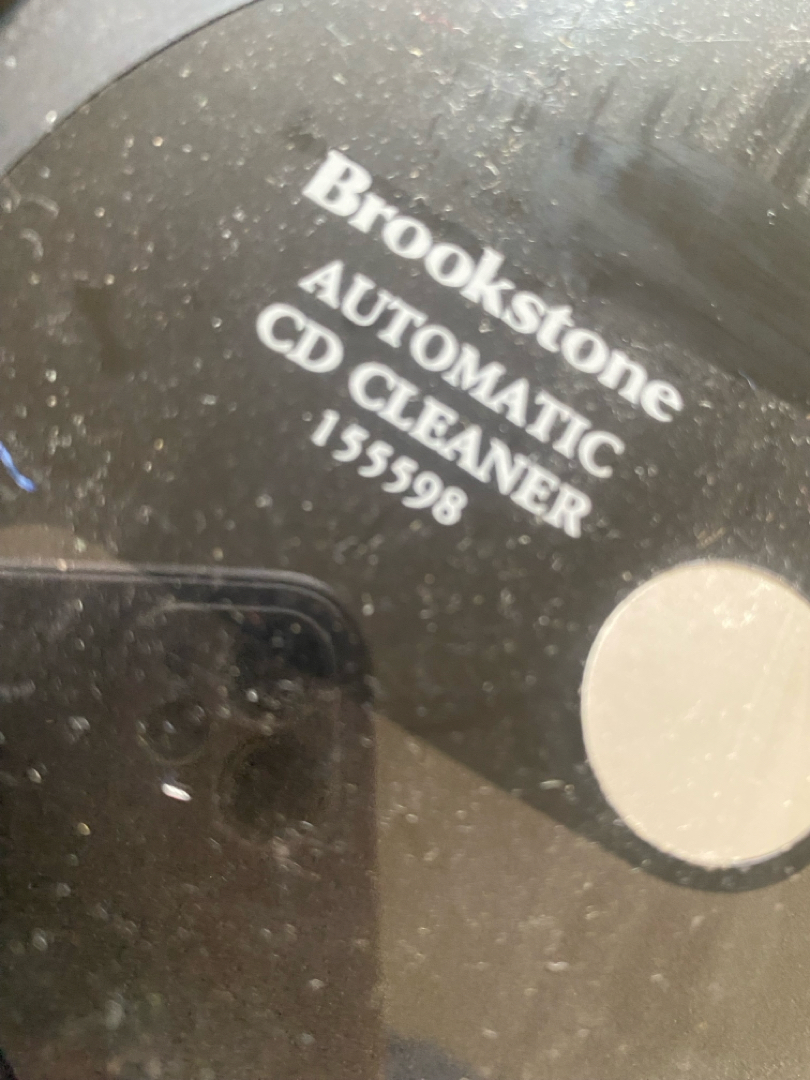 Brookstone
AUTOMATIC
CD CLEANER
155598